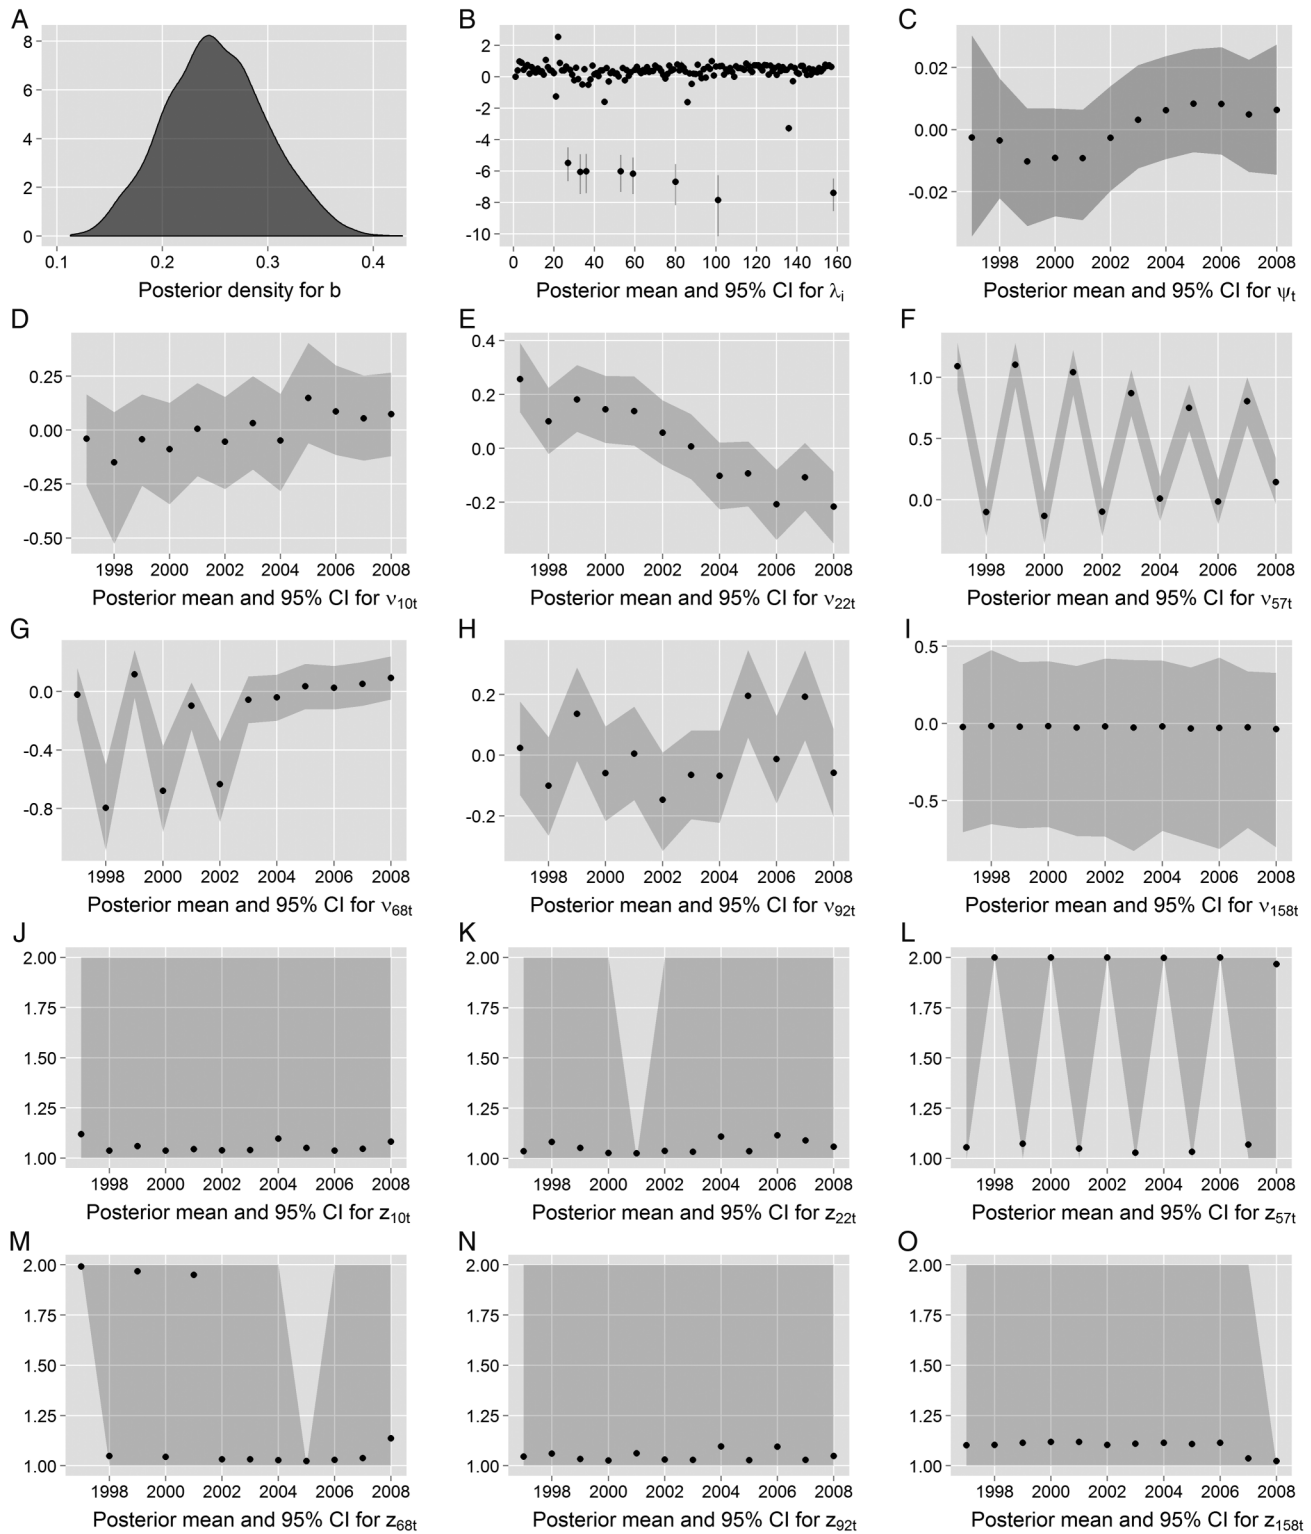 A
8
6
4
2
0
0.1 0.2 0.3 0.4
Posterior density for b
B
2
0
-2
-4
-6
-8
-10
0 20 40 60 80 100 120 140 160
Posterior mean and 95% CI for λi
C
0.02
0.00
-0.02
1998 2000 2002 2004 2006 2008
Posterior mean and 95% CI for ψt
D
0.25
0.00
-0.25
-0.50
1998 2000 2002 2004 2006 2008
Posterior mean and 95% CI for ν10t
E
0.4
0.2
0.0
-0.2
1998 2000 2002 2004 2006 2008
Posterior mean and 95% CI for ν22t
F
1.0
0.5
0.0
1998 2000 2002 2004 2006 2008
Posterior mean and 95% CI for ν57t
G
0.0
-0.4
-0.8
1998 2000 2002 2004 2006 2008
Posterior mean and 95% CI for ν68t
H
0.2
0.0
-0.2
1998 2000 2002 2004 2006 2008
Posterior mean and 95% CI for ν92t
I
0.5
0.0
-0.5
1998 2000 2002 2004 2006 2008
Posterior mean and 95% CI for ν158t
J
2.00
1.75
1.50
1.25
1.00
1998 2000 2002 2004 2006 2008
Posterior mean and 95% CI for z10t
K
2.00
1.75
1.50
1.25
1.00
1998 2000 2002 2004 2006 2008
Posterior mean and 95% CI for z22t
L
2.00
1.75
1.50
1.25
1.00
1998 2000 2002 2004 2006 2008
Posterior mean and 95% CI for z57t
M
2.00
1.75
1.50
1.25
1.00
1998 2000 2002 2004 2006 2008
Posterior mean and 95% CI for z68t
N
2.00
1.75
1.50
1.25
1.00
1998 2000 2002 2004 2006 2008
Posterior mean and 95% CI for z92t
O
2.00
1.75
1.50
1.25
1.00
1998 2000 2002 2004 2006 2008
Posterior mean and 95% CI for z158t